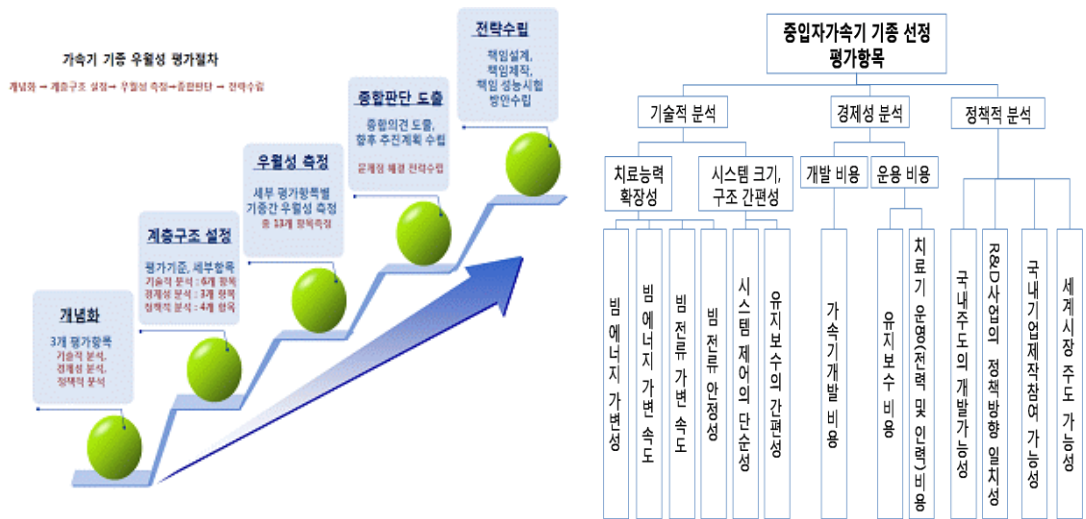 가속기 기종 우월성 평가절차
개념화 → 계층구조 설정→ 우월성 측정→종합판단 → 전략수립
전략수립
책임설계,
책임제작,
책임 성능시험
방안수립
종합판단 도출
종합의견 도출,
향후 추진계획 수립
문제점 해결 전략수립
우월성 측정
세부 평가항목별
기종간 우월성 측정
총 13개 항목측정
계층구조 설정
평가기준, 세부항목
기술적 분석 : 6개 항목
경제성 분석 : 3개 항목
정책적 분석 : 4개 항목
개념화
3개 평가항목
기술적 분석,
경제성 분석,
정책적 분석
중입자가속기 기종 선정
평가항목
기술적 분석
경제성 분석
정책적 분석
치료능력
확장성
시스템 크기,
구조 간편성
개발 비용
운용 비용
빔 에너지 가변성
빔 에너지 가변 속도
빔 전류 가변 속도
빔 전류 안정성
시스템 제어의 단순성
유지보수의 간편성
가속기개발 비용
유지보수 비용
치료기 운영(전력 및 인력)비용
국내주도의 개발가능성
R&D사업의 정책방향 일치성
국내기업제작참여 가능성
세계시장 주도 가능성